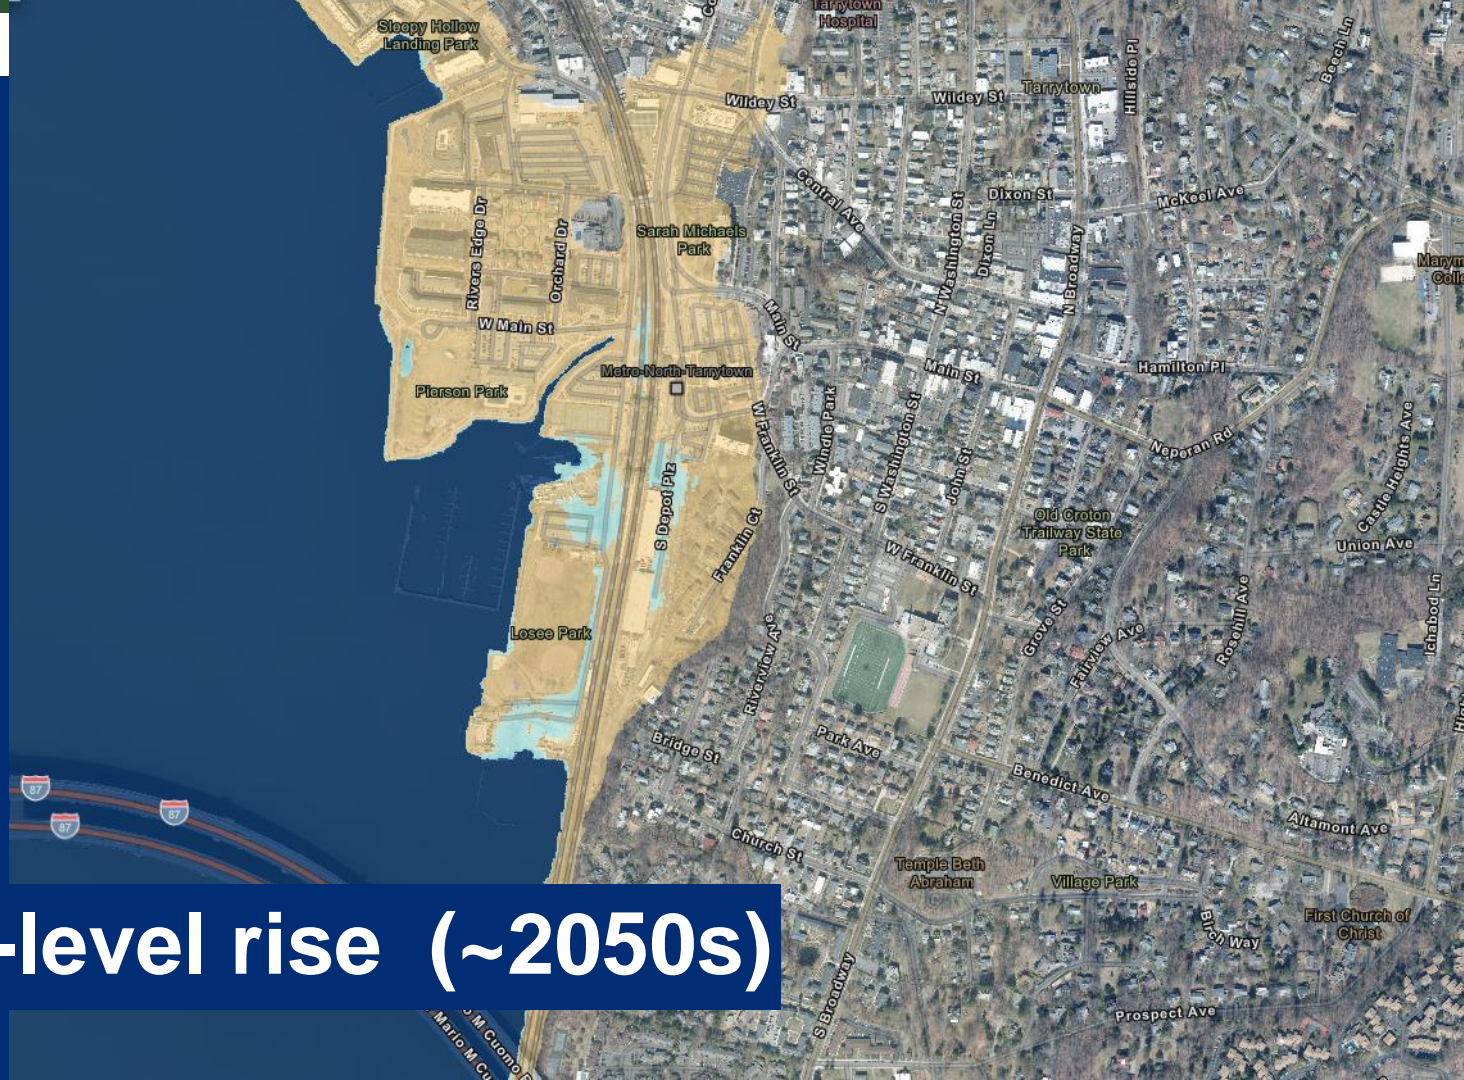 Tarrytown
Hospital
Sleepy Hollow
Landing Park
Beech Ln
Hillside Pl
Tarrytown
Wildey St
Wildey St
Central Ave
Dixon St
McKeel Ave
N Washington St
Dixon Ln
N Broadway
Sarah Michaels
Park
Rivers Edge Dr
Orchard Dr
W Main St
Main St
Main St
Hamilton Pl
Metro-North-Tarrytown
Pierson Park
W Franklin St
Windle Park
S Washington St
John St
Neperan Rd
Castle Heights Ave
Union Ave
Old Croton
Trailway State
Park
S Depot Plz
Franklin Ct
W Franklin St
Losee Park
Riverview Ave
Grove St
Fairview Ave
Rosehill Ave
Ichabod Ln
Bridge St
Park Ave
Benedict Ave
Altamont Ave
87
87
87
Church St
Temple Beth
Abraham
Village Park
Birch Way
First Church of
Christ
-level rise (~2050s)
S Broadway
Prospect Ave
Mario M Cu
M Cuomo